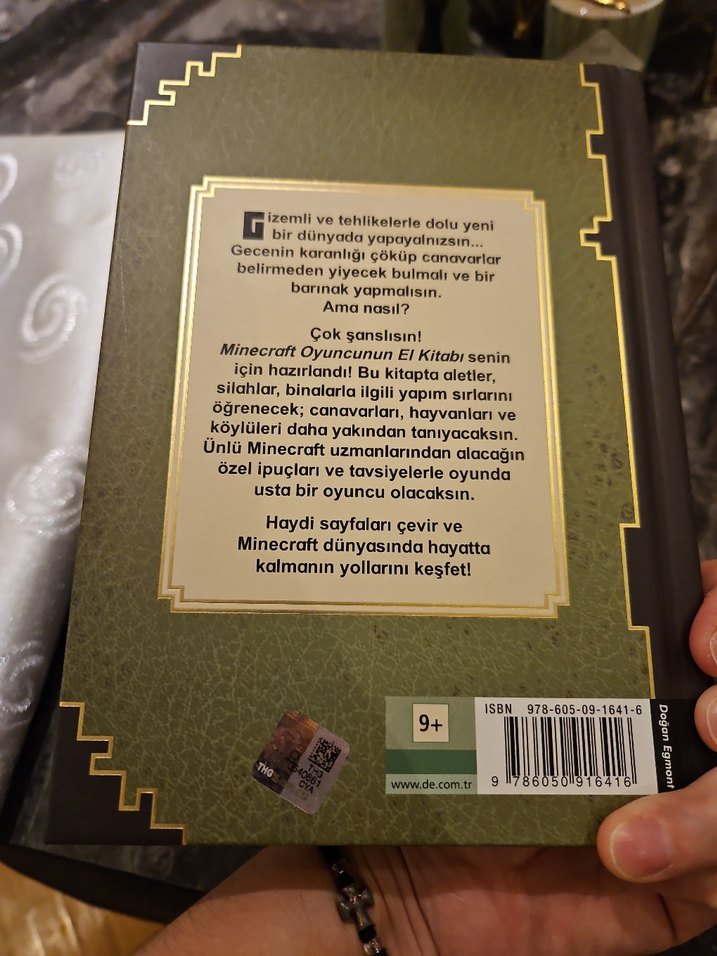 Gizemli ve tehlikelerle dolu yeni
bir dünyada yapayalnızsın...
Gecenin karanlığı çöküp canavarlar
belirmeden yiyecek bulmalı ve bir
barınak yapmalısın.
Ama nasıl?
Çok şanslısın!
Minecraft Oyuncunun El Kitabı senin
için hazırlandı! Bu kitapta aletler,
silahlar, binalarla ilgili yapım sırlarını
öğrenecek; canavarları, hayvanları ve
köylüleri daha yakından tanıyacaksın.
Ünlü Minecraft uzmanlarından alacağın
özel ipuçları ve tavsiyelerle oyunda
usta bir oyuncu olacaksın.
Haydi sayfaları çevir ve
Minecraft dünyasında hayatta
kalmanın yollarını keşfet!
9+
www.de.com.tr
ISBN 978-605-09-1641-6
9 786050 916416
Doğan Egmont
THG
THG
CYA